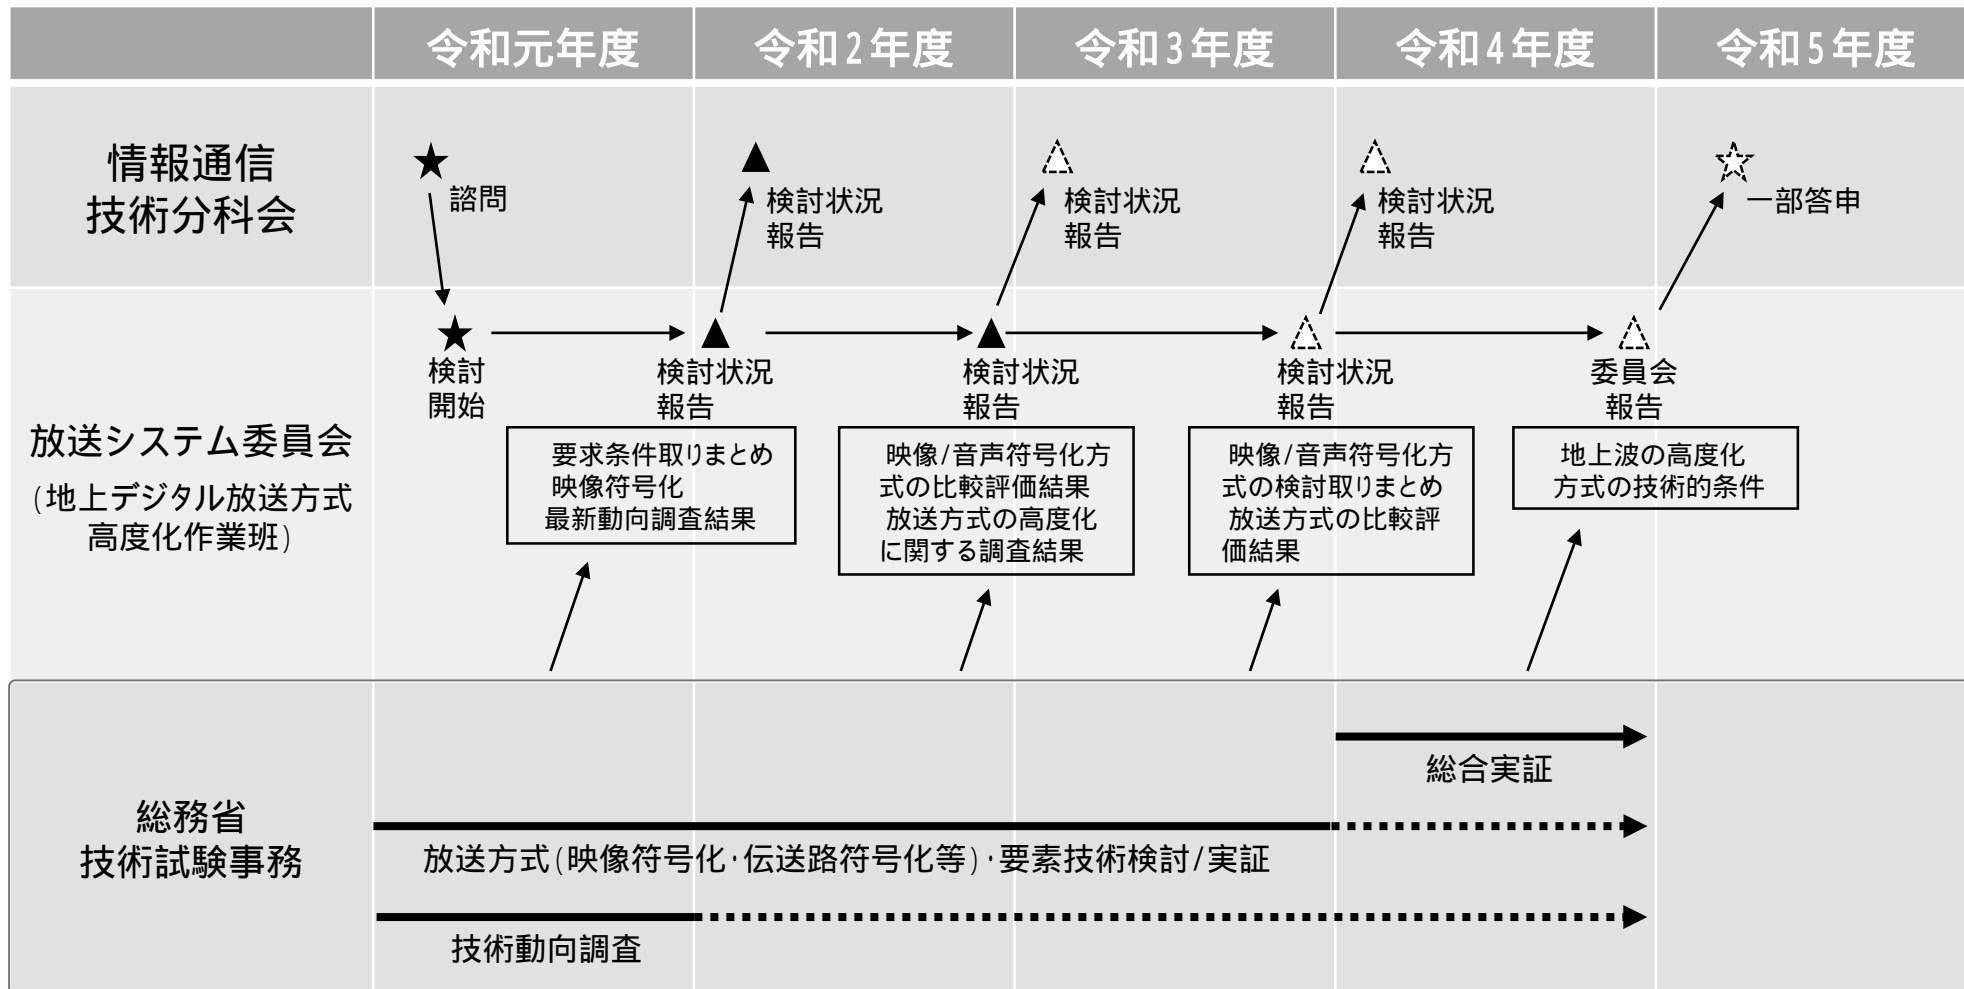 令和元年度
令和2年度
令和3年度
令和4年度
令和5年度
情報通信
技術分科会
諮問
検討状況
報告
検討状況
報告
検討状況
報告
一部答申
放送システム委員会
(地上デジタル放送方式
高度化作業班)
検討
開始
検討状況
報告
検討状況
報告
検討状況
報告
委員会
報告
要求条件取りまとめ
映像符号化
最新動向調査結果
映像/音声符号化方
式の比較評価結果
放送方式の高度化
に関する調査結果
映像/音声符号化方
式の検討取りまとめ
放送方式の比較評
価結果
地上波の高度化
方式の技術的条件
総務省
技術試験事務
総合実証
放送方式(映像符号化・伝送路符号化等)・要素技術検討/実証
技術動向調査